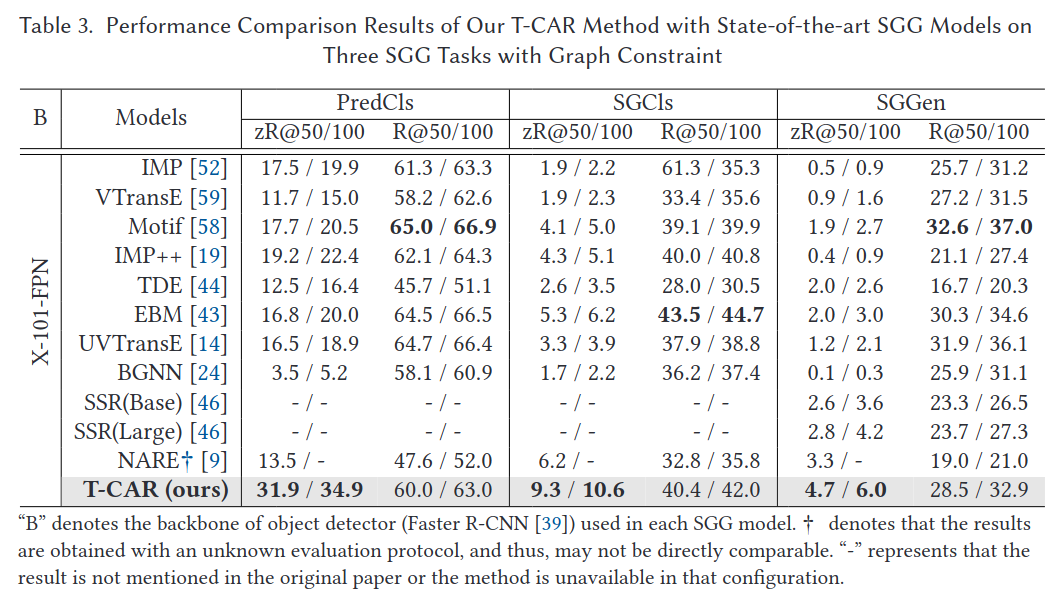 Table 3. Performance Comparison Results of Our T-CAR Method with State-of-the-art SGG Models on
Three SGG Tasks with Graph Constraint
B Models PredCls SGCls SGGen
zR@50/100 R@50/100 zR@50/100 R@50/100 zR@50/100 R@50/100
X-101-FPN
IMP [52] 17.5 / 19.9 61.3 / 63.3 1.9 / 2.2 61.3 / 35.3 0.5 / 0.9 25.7 / 31.2
VTransE [59] 11.7 / 15.0 58.2 / 62.6 1.9 / 2.3 33.4 / 35.6 0.9 / 1.6 27.2 / 31.5
Motif [58] 17.7 / 20.5 65.0 / 66.9 4.1 / 5.0 39.1 / 39.9 1.9 / 2.7 32.6 / 37.0
IMP++ [19] 19.2 / 22.4 62.1 / 64.3 4.3 / 5.1 40.0 / 40.8 0.4 / 0.9 21.1 / 27.4
TDE [44] 12.5 / 16.4 45.7 / 51.1 2.6 / 3.5 28.0 / 30.5 2.0 / 2.6 16.7 / 20.3
EBM [43] 16.8 / 20.0 64.5 / 66.5 5.3 / 6.2 43.5 / 44.7 2.0 / 3.0 30.3 / 34.6
UVTransE [14] 16.5 / 18.9 64.7 / 66.4 3.3 / 3.9 37.9 / 38.8 1.2 / 2.1 31.9 / 36.1
BGNN [24] 3.5 / 5.2 58.1 / 60.9 1.7 / 2.2 36.2 / 37.4 0.1 / 0.3 25.9 / 31.1
SSR(Base) [46] - / - - / - - / - - / - 2.6 / 3.6 23.3 / 26.5
SSR(Large) [46] - / - - / - - / - - / - 2.8 / 4.2 23.7 / 27.3
NARE† [9] 13.5 / - 47.6 / 52.0 6.2 / - 32.8 / 35.8 3.3 / - 19.0 / 21.0
T-CAR (ours) 31.9 / 34.9 60.0 / 63.0 9.3 / 10.6 40.4 / 42.0 4.7 / 6.0 28.5 / 32.9
“B” denotes the backbone of object detector (Faster R-CNN [39]) used in each SGG model. † denotes that the results
are obtained with an unknown evaluation protocol, and thus, may not be directly comparable. “-” represents that the
result is not mentioned in the original paper or the method is unavailable in that configuration.